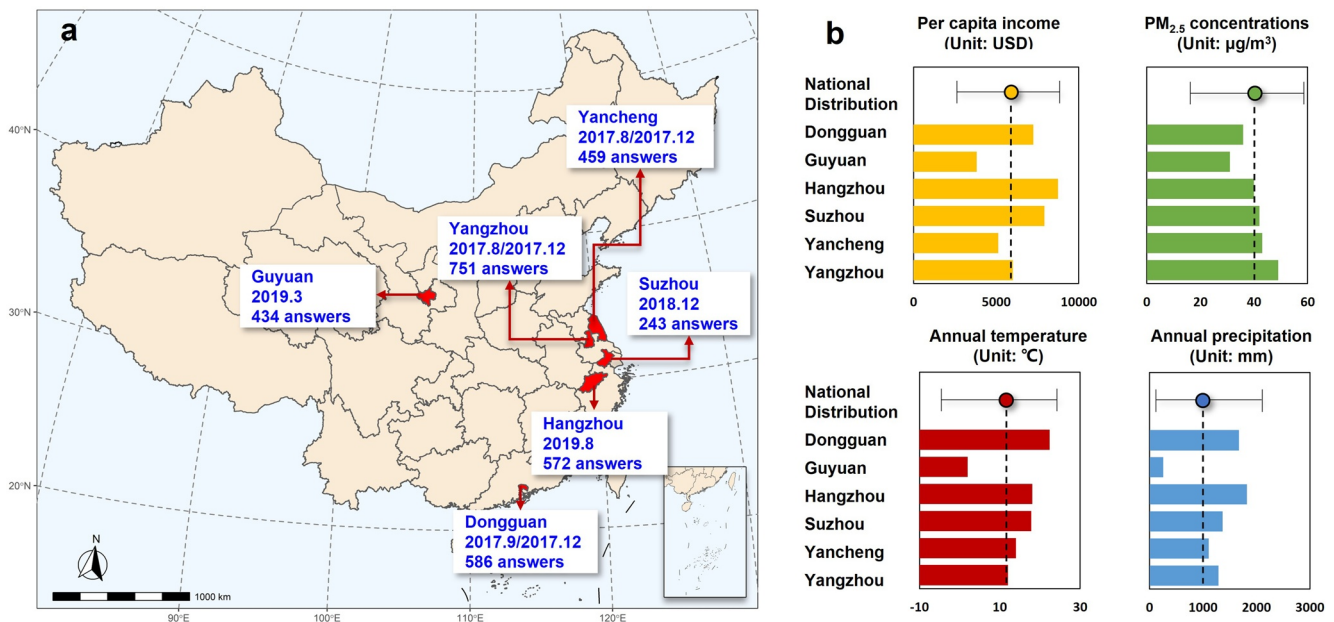 a
40°N
30°N
20°N
Yancheng
2017.8/2017.12
459 answers
Yangzhou
2017.8/2017.12
751 answers
Guyuan
2019.3
434 answers
Suzhou
2018.12
243 answers
Hangzhou
2019.8
572 answers
Dongguan
2017.9/2017.12
586 answers
N
1000 km
90°E
100°E
110°E
120°E
b
Per capita income
(Unit: USD)
National
Distribution
Dongguan
Guyuan
Hangzhou
Suzhou
Yancheng
Yangzhou
0
5000
10000
PM2.5 concentrations
(Unit: μg/m³)
0
20
40
60
Annual temperature
(Unit: ℃)
National
Distribution
Dongguan
Guyuan
Hangzhou
Suzhou
Yancheng
Yangzhou
-10
10
30
Annual precipitation
(Unit: mm)
0
1000
2000
3000